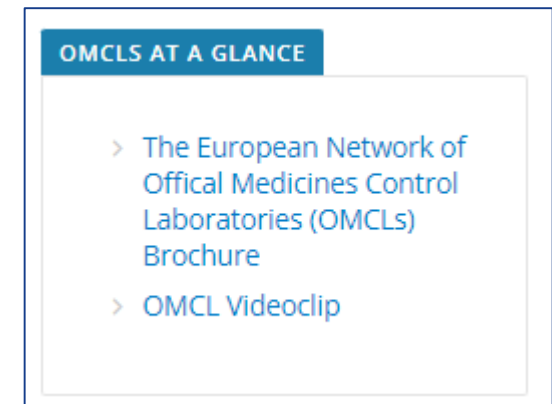 OMCLS AT A GLANCE
The European Network of
Offical Medicines Control
Laboratories (OMCLs)
Brochure
OMCL Videoclip